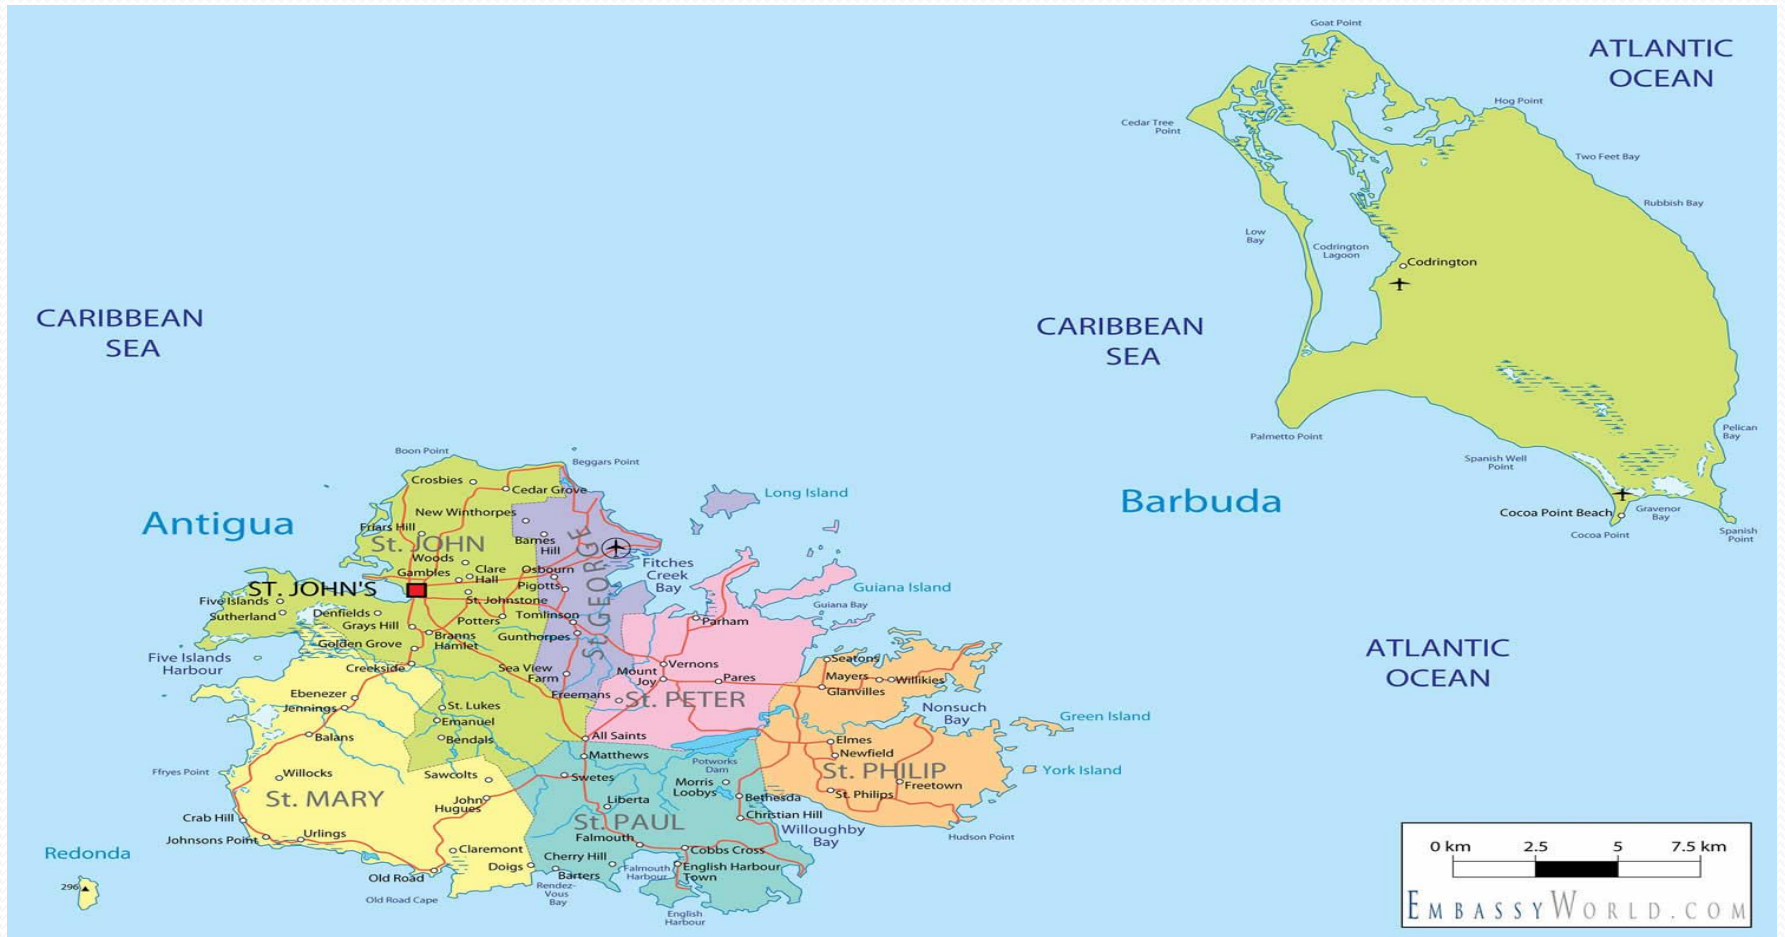 Goat Point
ATLANTIC
OCEAN
Hog Point
Cedar Tree
Point
Two Feet Bay
Rubbish Bay
Low
Bay
Codrington
Lagoon
Codrington
CARIBBEAN
SEA
CARIBBEAN
SEA
Palmetto Point
Pelican
Bay
Spanish Well
Point
Barbuda
Cocoa Point Beach
Gravenor
Bay
Cocoa Point
Spanish
Point
Antigua
Boon Point
Beggars Point
Long Island
Crosbies
Cedar Grove
New Winthorpes
Friars Hill
St. JOHN
Barnes
Hill
Woods
Gambles
Clare
Hall
Osbourn
Pigotts
St GEORGE
Fitches
Creek
Bay
Guiana Island
Guiana Bay
ST. JOHN'S
Five Islands
Sutherland
Denfields
Grays Hill
St. Johnstone
Potters
Tomlinson
Gunthorpes
Parham
Golden Grove
Branns
Hamlet
Five Islands
Harbour
Creekside
Sea View
Farm
Mount
Joy
Vernons
Pares
Seatons
Mayers
Willikies
Glanvilles
Ebenezer
Jennings
Freemans
St. PETER
St. Lukes
Emanuel
Bendals
Balans
All Saints
Nonsuch
Bay
Green Island
ATLANTIC
OCEAN
Matthews
Elmes
Newfield
Ffryes Point
Willocks
Sawcolts
Swetes
Potworks
Dam
Morris
Loobys
St. PHILIP
York Island
St. MARY
John
Hugues
Liberta
Bethesda
St. Philips
Freetown
Crab Hill
St. PAUL
Christian Hill
Willoughby
Bay
Hudson Point
Johnsons Point
Urlings
Falmouth
Redonda
296
Claremont
Cherry Hill
Cobbs Cross
Doigs
Barters
Falmouth
Harbour
English Harbour
Town
Old Road
Old Road Cape
Rendez-
Vous
Bay
English
Harbour
0 km 2.5 5 7.5 km
EMBASSYWORLD.COM